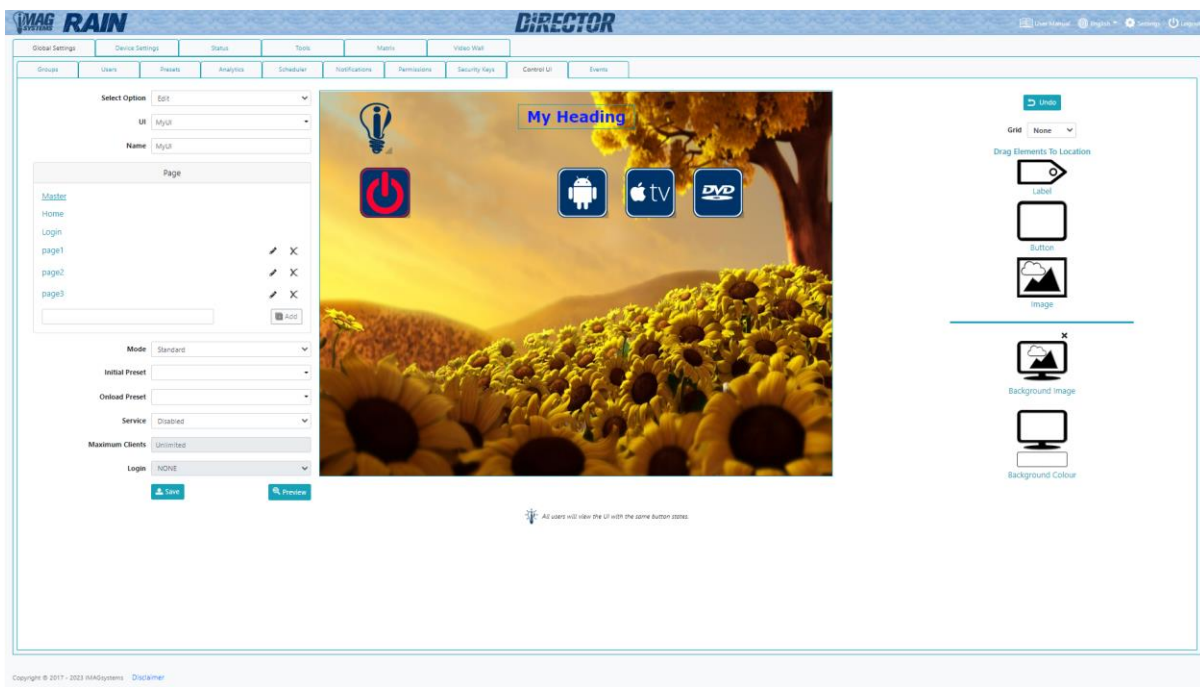 IMAG SYSTEMS RAIN
DiRECTOR
User Manual English Settings Logout
Global Settings Device Settings Status Tools Matrix Video Wall
Groups Users Presets Analytics Scheduler Notifications Permissions Security Keys Control UI Events
Select Option Edit
UI MyUI
Name MyUI
Page
Master
Home
Login
page1
page2
page3
Add
Mode Standard
Initial Preset
Onload Preset
Service Disabled
Maximum Clients Unlimited
Login NONE
Save Preview
My Heading
tv DVD
All users will view the UI with the same button states.
Undo
Grid None
Drag Elements To Location
Label
Button
Image
Background Image
Background Colour
Copyright © 2017 - 2023 IMAGsystems Disclaimer